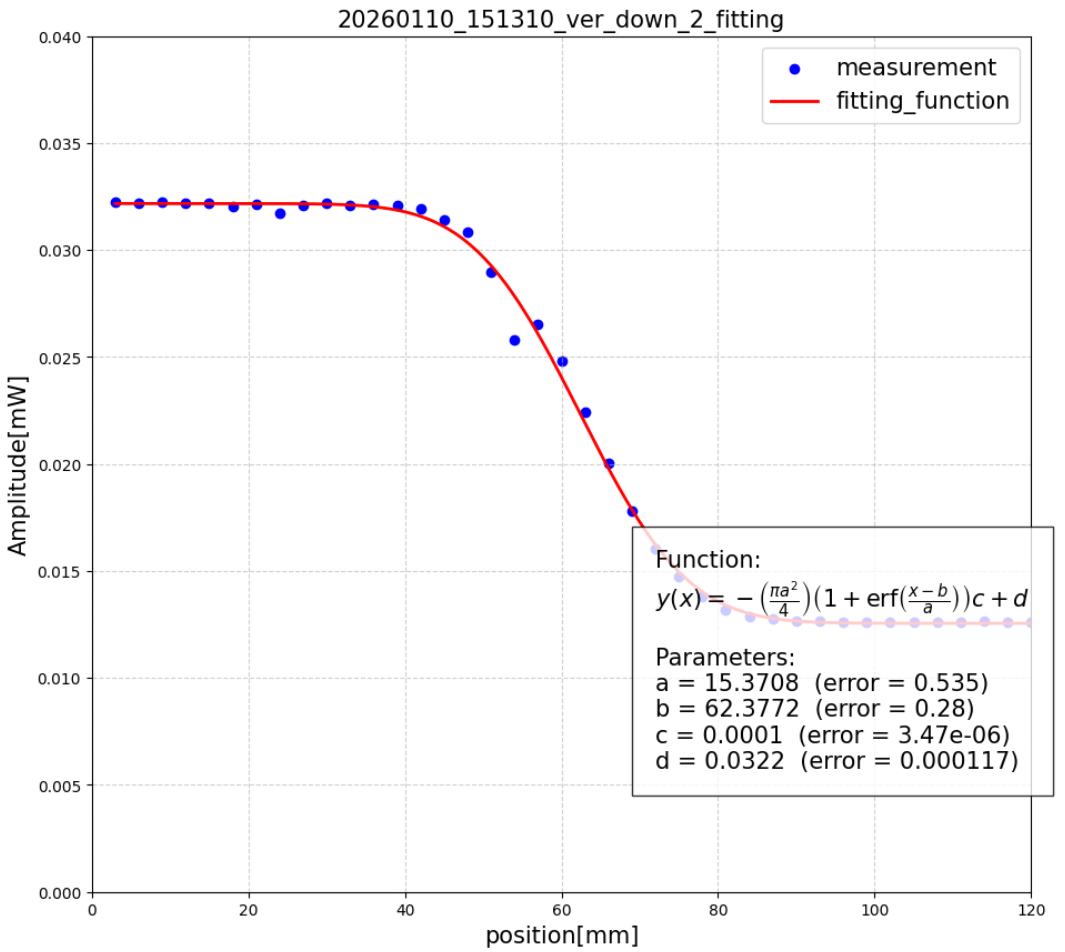 20260110_151310_ver_down_2_fitting
measurement
fitting_function
Amplitude[mW]
0.040
0.035
0.030
0.025
0.020
0.015
0.010
0.005
0.000
Function:
y(x) = −(πa²/4)(1 + erf((x − b)/a))c + d
Parameters:
a = 15.3708  (error = 0.535)
b = 62.3772  (error = 0.28)
c = 0.0001  (error = 3.47e-06)
d = 0.0322  (error = 0.000117)
0 20 40 60 80 100 120
position[mm]